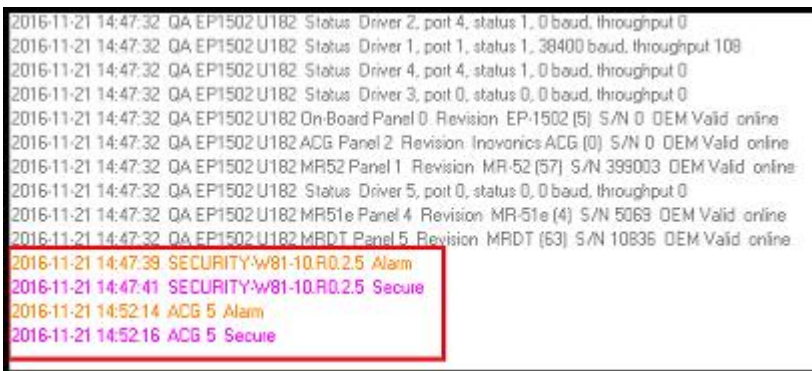 2016-11-21 14:47:32 QA EP1502 U182 Status Driver 2, port 4, status 1, 0 baud, throughput 0
2016-11-21 14:47:32 QA EP1502 U182 Status Driver 1, port 1, status 1, 38400 baud, throughput 108
2016-11-21 14:47:32 QA EP1502 U182 Status Driver 4, port 4, status 1, 0 baud, throughput 0
2016-11-21 14:47:32 QA EP1502 U182 Status Driver 3, port 0, status 0, 0 baud, throughput 0
2016-11-21 14:47:32 QA EP1502 U182 On-Board Panel 0 Revision EP-1502 (5) S/N 0 OEM Valid online
2016-11-21 14:47:32 QA EP1502 U182 ACG Panel 2 Revision Inovonics ACG (0) S/N 0 OEM Valid online
2016-11-21 14:47:32 QA EP1502 U182 MR52 Panel 1 Revision MR-52 (57) S/N 399003 OEM Valid online
2016-11-21 14:47:32 QA EP1502 U182 Status Driver 5, port 0, status 0, 0 baud, throughput 0
2016-11-21 14:47:32 QA EP1502 U182 MR51e Panel 4 Revision MR-51e (4) S/N 5069 OEM Valid online
2016-11-21 14:47:32 QA EP1502 U182 MRDT Panel 5 Revision MRDT (63) S/N 10836 OEM Valid online
2016-11-21 14:47:39 SECURITY-W81-10.R0.2.5 Alarm
2016-11-21 14:47:41 SECURITY-W81-10.R0.2.5 Secure
2016-11-21 14:52:14 ACG 5 Alarm
2016-11-21 14:52:16 ACG 5 Secure